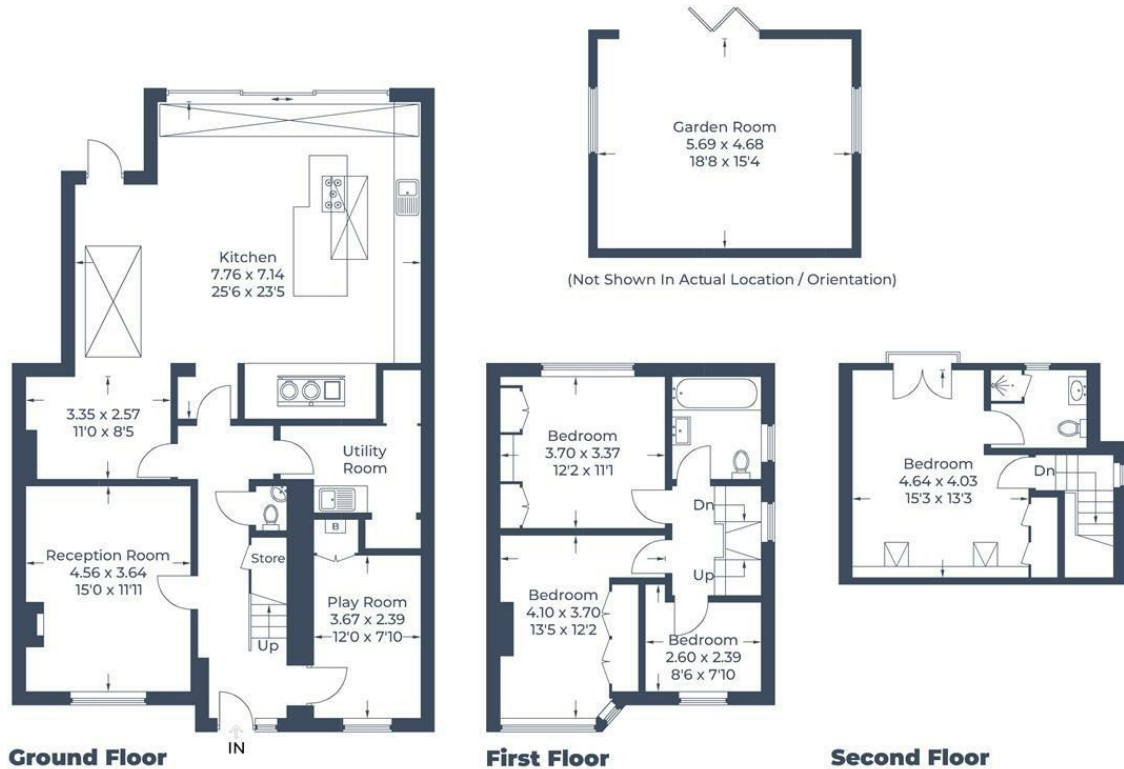 Garden Room
5.69 x 4.68
18'8 x 15'4
(Not Shown In Actual Location / Orientation)
Kitchen
7.76 x 7.14
25'6 x 23'5
3.35 x 2.57
11'0 x 8'5
Utility
Room
B
Reception Room
4.56 x 3.64
15'0 x 11'11
Store
Up
Play Room
3.67 x 2.39
12'0 x 7'10
IN
Ground Floor
Bedroom
3.70 x 3.37
12'2 x 11'1
Dn
Up
Bedroom
4.10 x 3.70
13'5 x 12'2
Bedroom
2.60 x 2.39
8'6 x 7'10
First Floor
Bedroom
4.64 x 4.03
15'3 x 13'3
Dn
Second Floor